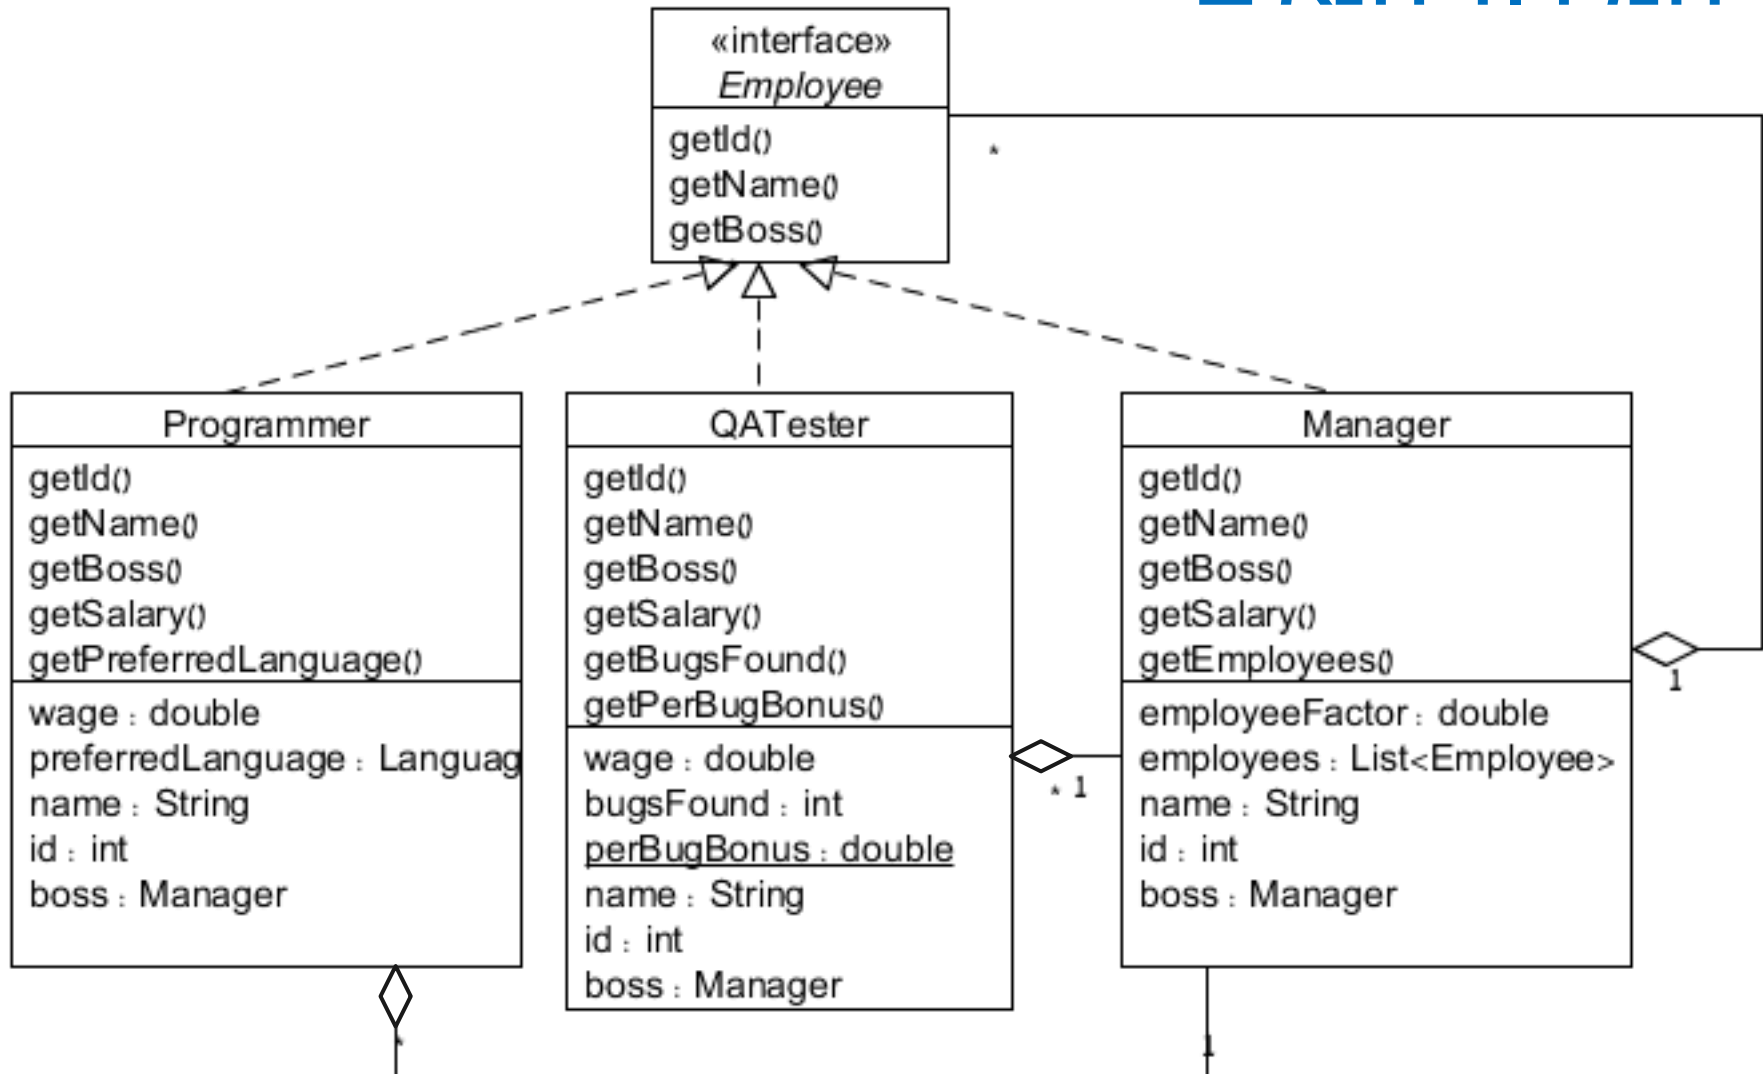 «interface»
Employee
getId()
getName()
getBoss()
*
Programmer
getId()
getName()
getBoss()
getSalary()
getPreferredLanguage()
wage : double
preferredLanguage : Languag
name : String
id : int
boss : Manager
*
QATester
getId()
getName()
getBoss()
getSalary()
getBugsFound()
getPerBugBonus()
wage : double
bugsFound : int
perBugBonus : double
name : String
id : int
boss : Manager
* 1
Manager
getId()
getName()
getBoss()
getSalary()
getEmployees()
employeeFactor : double
employees : List<Employee>
name : String
id : int
boss : Manager
1
1